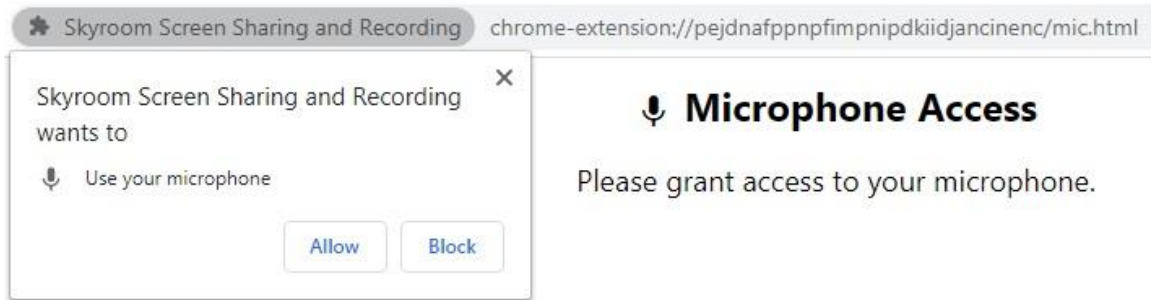 Skyroom Screen Sharing and Recording chrome-extension://pejdnafppnpfimpnipdkiidjancinenc/mic.html
Skyroom Screen Sharing and Recording
wants to
Use your microphone
Allow Block
Microphone Access
Please grant access to your microphone.